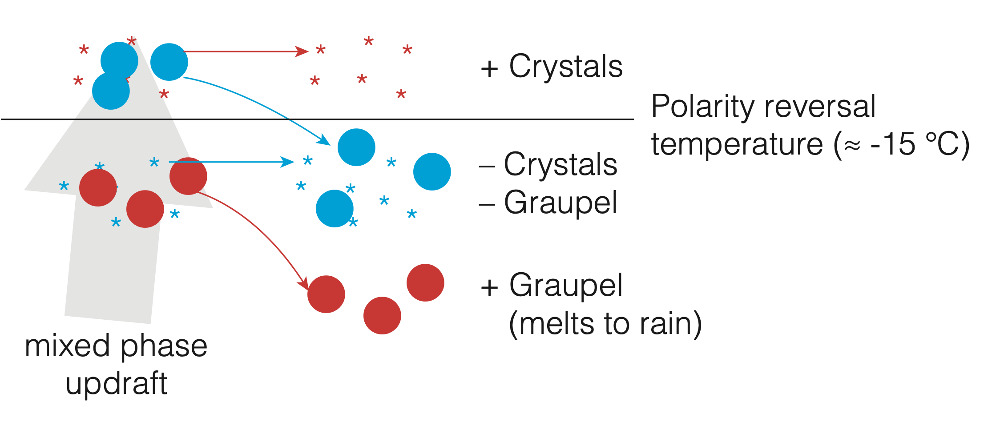 + Crystals
Polarity reversal
temperature (≈ -15 °C)
– Crystals
– Graupel
+ Graupel
(melts to rain)
mixed phase
updraft